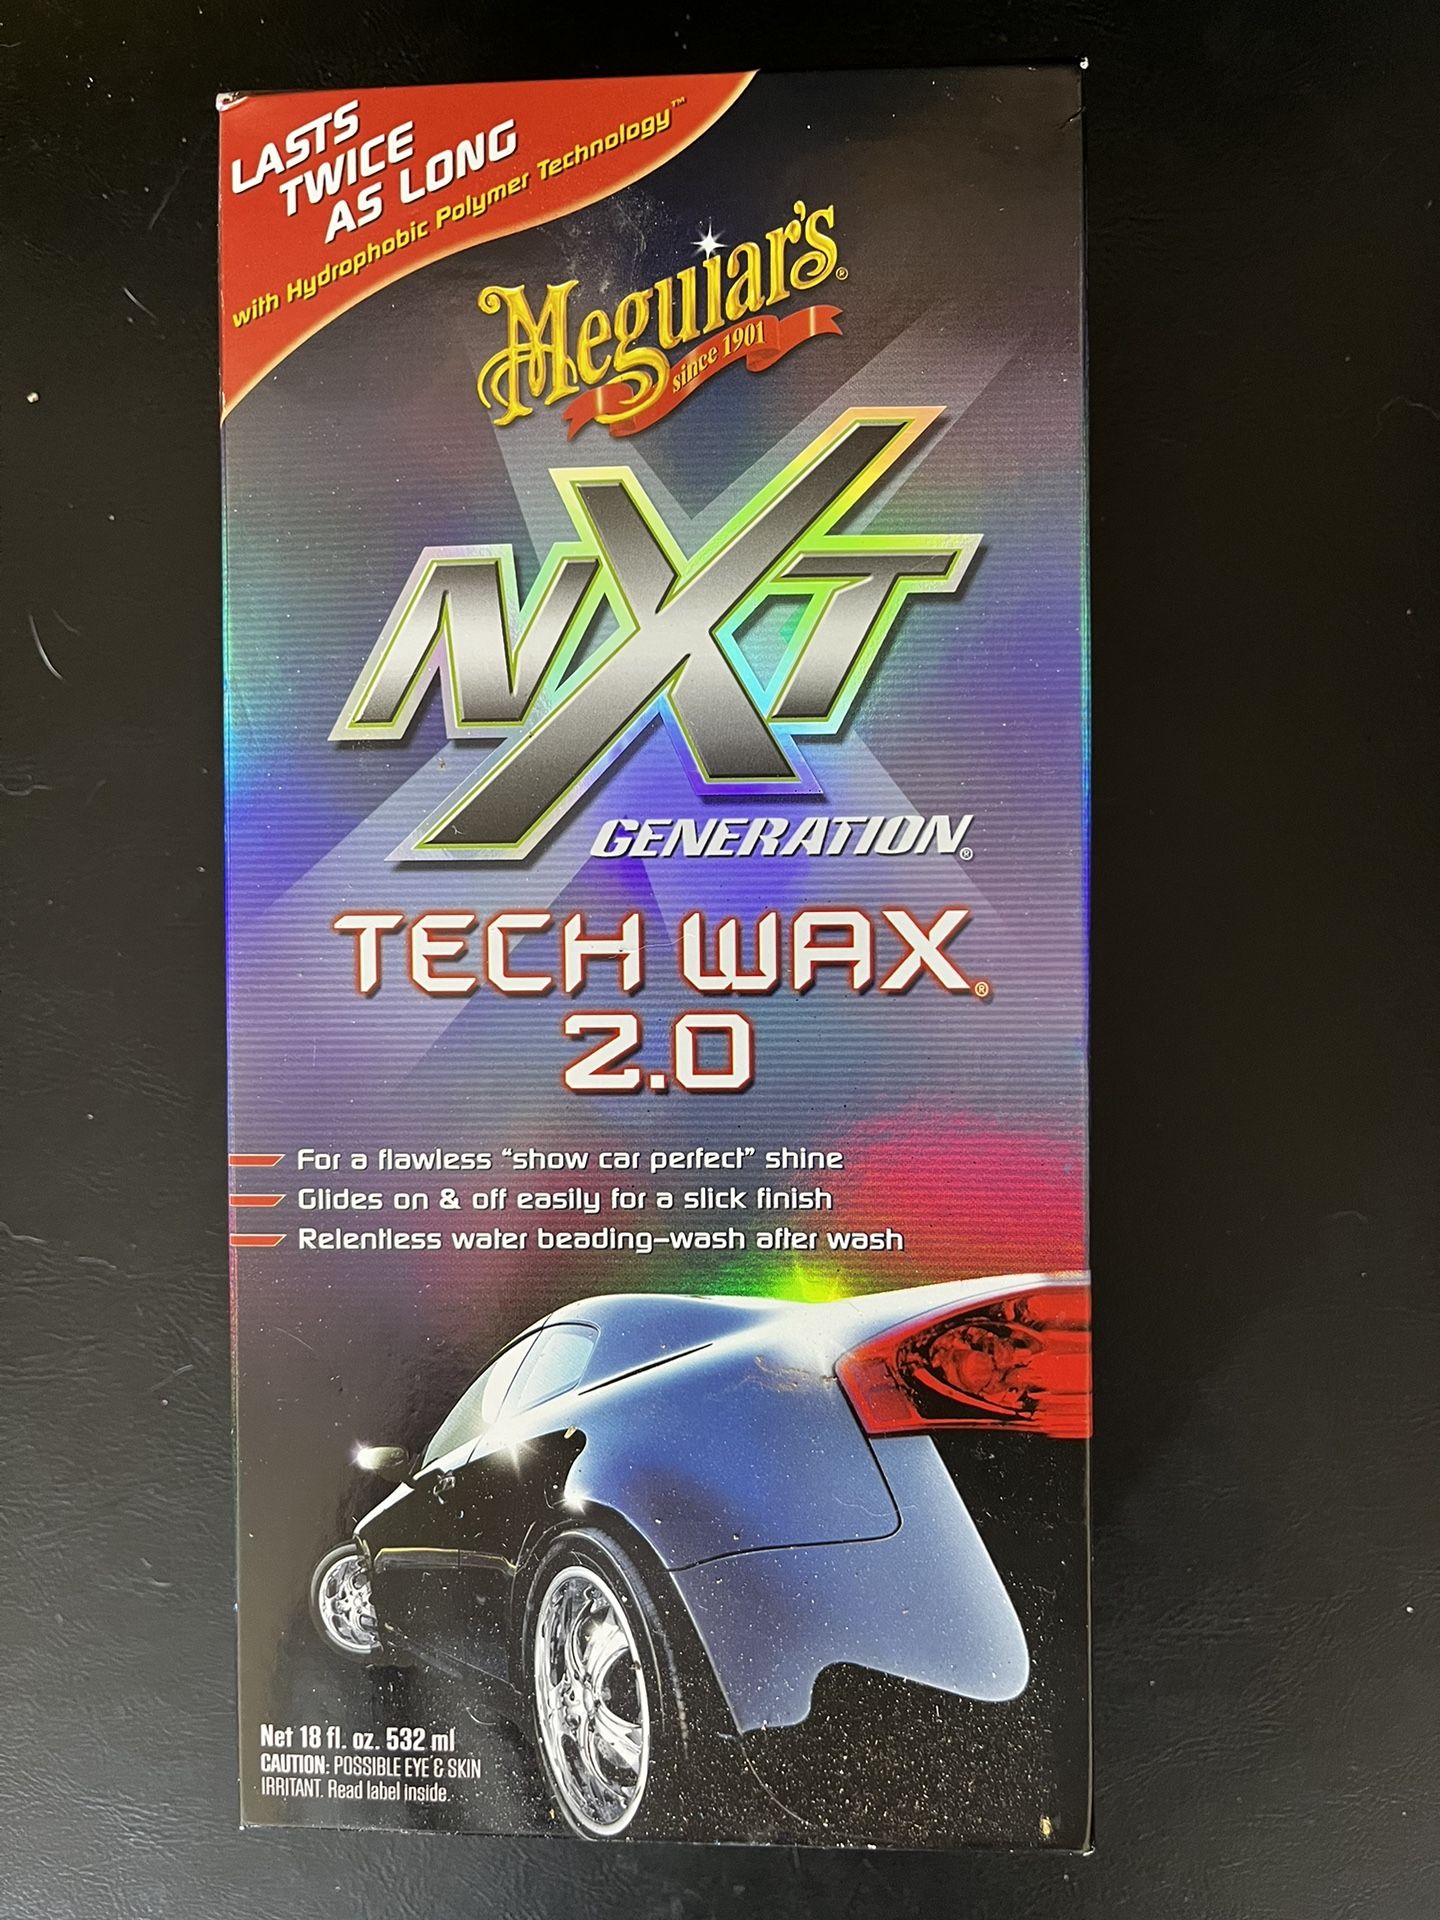 LASTS
TWICE
AS LONG
with Hydrophobic Polymer Technology™
Meguiar's®
since 1901
NXT
GENERATION®
TECH WAX®
2.0
For a flawless “show car perfect” shine
Glides on & off easily for a slick finish
Relentless water beading–wash after wash
Net 18 fl. oz. 532 ml
CAUTION: POSSIBLE EYE & SKIN
IRRITANT. Read label inside.